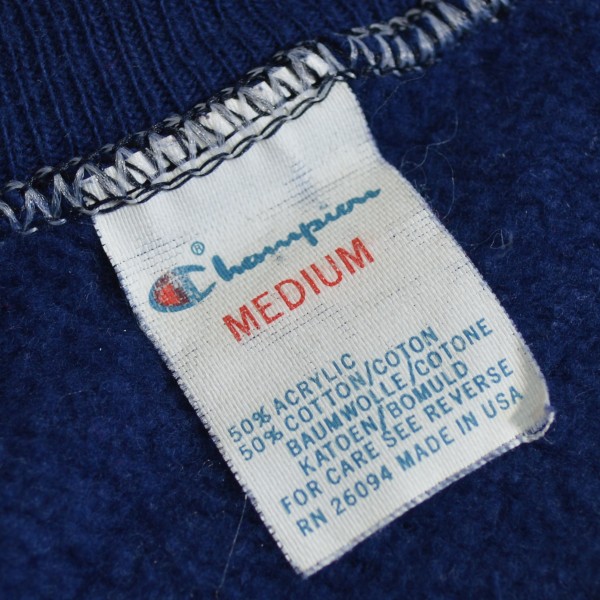 Champion®
MEDIUM
50% ACRYLIC
50% COTTON/COTON
BAUMWOLLE/COTONE
KATOEN/BOMULD
FOR CARE SEE REVERSE
RN 26094 MADE IN USA